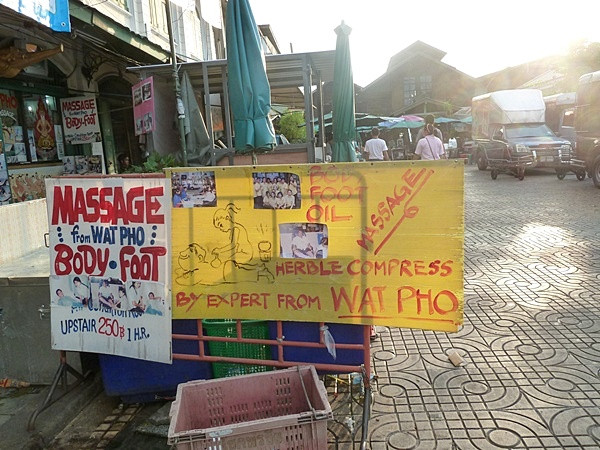 MASSAGE
BODY FOOT
MASSAGE
from WAT PHO
BODY • FOOT
UPSTAIR 250฿ 1 HR.
FOOT
OIL
MASSAGE
HERBLE COMPRESS
BY EXPERT FROM WAT PHO